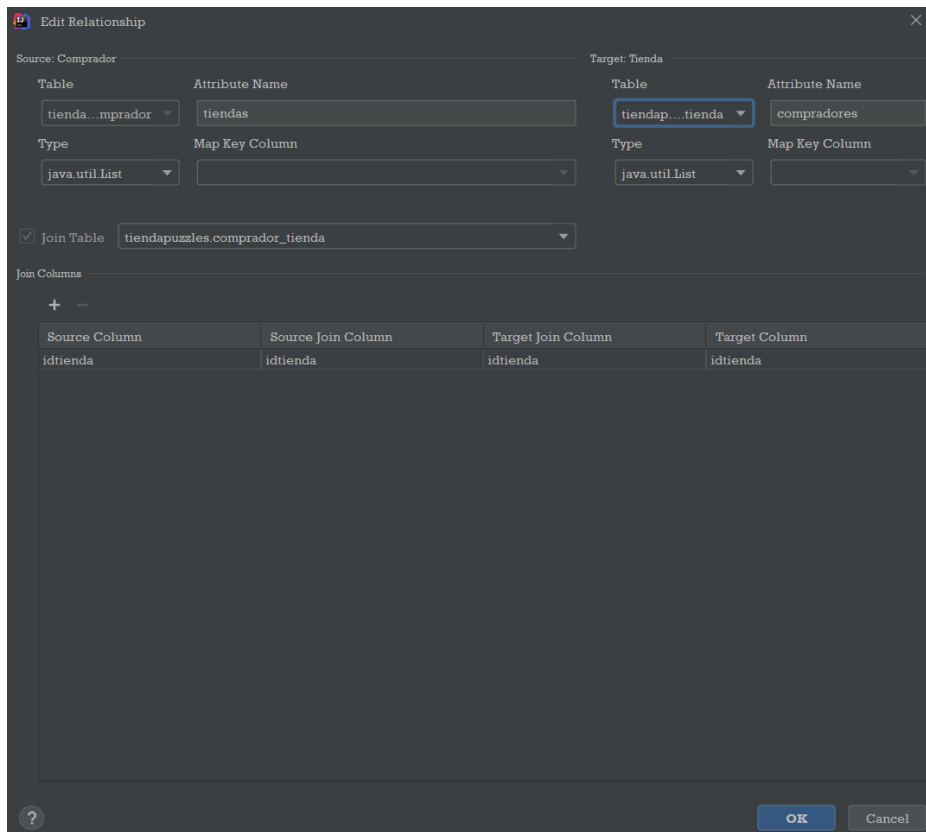 Edit Relationship
Source: Comprador
Target: Tienda
Table Attribute Name
Table Attribute Name
tienda...mprador tiendas
tiendap....tienda compradores
Type Map Key Column
Type Map Key Column
java.util.List
java.util.List
Join Table tiendapuzzles.comprador_tienda
Join Columns
+ −
Source Column Source Join Column Target Join Column Target Column
idtienda idtienda idtienda idtienda
? OK Cancel